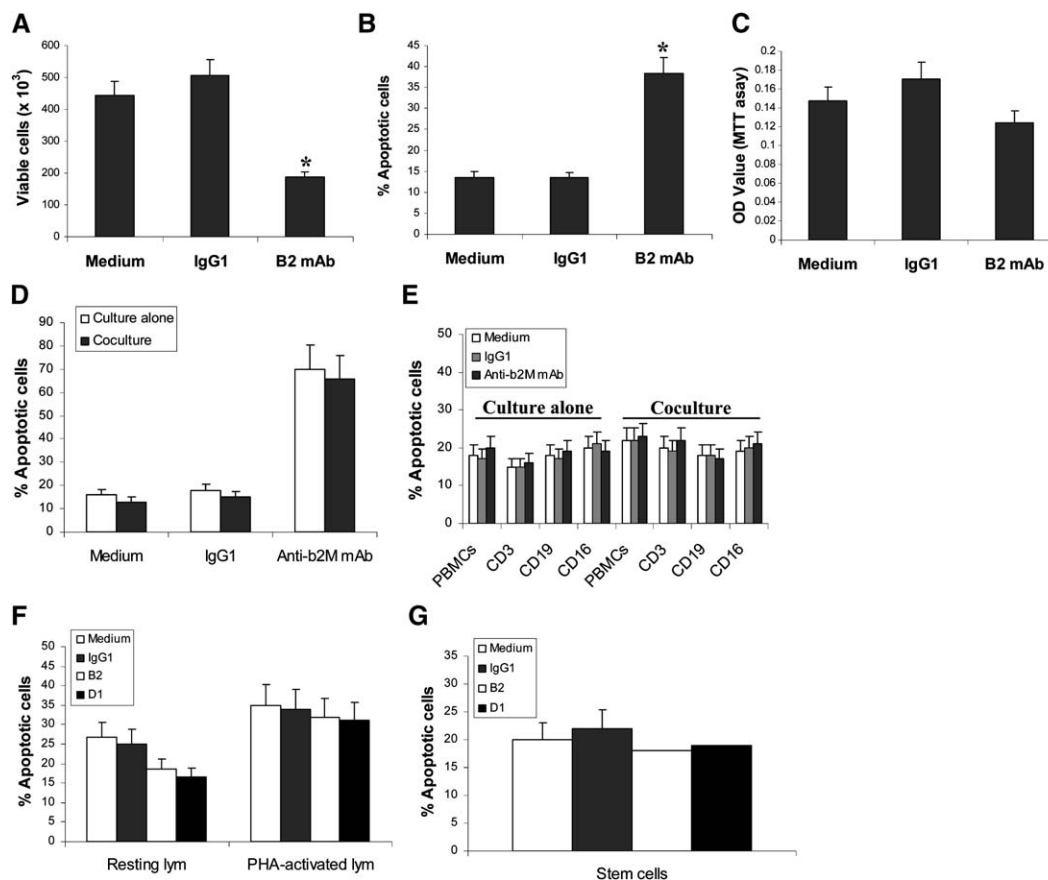 A
Viable cells (x 10³)
600
500
400
300
200
100
0
*
Medium IgG1 B2 mAb
B
% Apoptotic cells
45
40
35
30
25
20
15
10
5
0
*
Medium IgG1 B2 mAb
C
OD Value (MTT assay)
0.2
0.18
0.16
0.14
0.12
0.1
0.08
0.06
0.04
0.02
0
Medium IgG1 B2 mAb
D
Culture alone
Coculture
% Apoptotic cells
90
80
70
60
50
40
30
20
10
0
Medium IgG1 Anti-b2M mAb
E
Medium
IgG1
Anti-b2M mAb
% Apoptotic cells
50
40
30
20
10
0
Culture alone Coculture
PBMCs CD3 CD19 CD16 PBMCs CD3 CD19 CD16
F
Medium
IgG1
B2
D1
% Apoptotic cells
50
45
40
35
30
25
20
15
10
5
0
Resting lym PHA-activated lym
G
Medium
IgG1
B2
D1
% Apoptotic cells
35
30
25
20
15
10
5
0
Stem cells